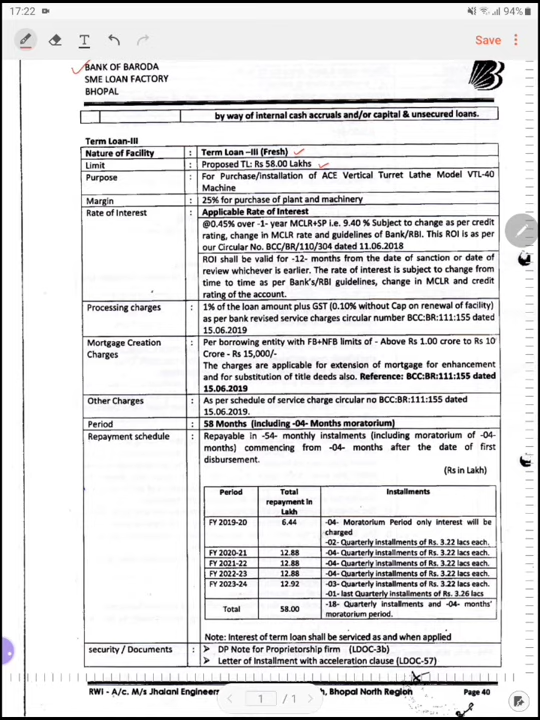 17:22
94%
T
Save
BANK OF BARODA
SME LOAN FACTORY
BHOPAL
by way of internal cash accruals and/or capital & unsecured loans.
Term Loan-III
Nature of Facility : Term Loan –III (Fresh)
Limit : Proposed TL: Rs 58.00 Lakhs
Purpose : For Purchase/Installation of ACE Vertical Turret Lathe Model VTL-40
Machine
Margin : 25% for purchase of plant and machinery
Rate of Interest : Applicable Rate of Interest
@0.45% over -1- year MCLR+SP i.e. 9.40 % Subject to change as per credit
rating, change in MCLR rate and guidelines of Bank/RBI. This ROI is as per
our Circular No. BCC/BR/110/304 dated 11.06.2018
ROI shall be valid for -12- months from the date of sanction or date of
review whichever is earlier. The rate of interest is subject to change from
time to time as per Bank's/RBI guidelines, change in MCLR and credit
rating of the account.
Processing charges : 1% of the loan amount plus GST (0.10% without Cap on renewal of facility)
as per bank revised service charges circular number BCC:BR:111:155 dated
15.06.2019
Mortgage Creation : Per borrowing entity with FB+NFB limits of - Above Rs 1.00 crore to Rs 10
Charges Crore - Rs 15,000/-
The charges are applicable for extension of mortgage for enhancement
and for substitution of title deeds also. Reference: BCC:BR:111:155 dated
15.06.2019
Other Charges : As per schedule of service charge circular no BCC:BR:111:155 dated
15.06.2019.
Period : 58 Months (including -04- Months moratorium)
Repayment schedule : Repayable in -54- monthly instalments (including moratorium of -04-
months) commencing from -04- months after the date of first
disbursement.
(Rs in Lakh)
Period Total Installments
repayment in
Lakh
FY 2019-20 6.44 -04- Moratorium Period only interest will be
charged
-02- Quarterly installments of Rs. 3.22 lacs each.
FY 2020-21 12.88 -04- Quarterly installments of Rs. 3.22 lacs each.
FY 2021-22 12.88 -04- Quarterly installments of Rs. 3.22 lacs each.
FY 2022-23 12.88 -04- Quarterly installments of Rs. 3.22 lacs each.
FY 2023-24 12.92 -03- Quarterly installments of Rs. 3.22 lacs each
-01- last Quarterly installments of Rs. 3.26 lacs
Total 58.00 -18- Quarterly installments and -04- months'
moratorium period.
Note: Interest of term loan shall be serviced as and when applied
security / Documents : ➢ DP Note for Proprietorship firm (LDOC-3b)
➢ Letter of Installment with acceleration clause (LDOC-57)
RWI - A/c. M/s Jhalani Engineer , Bhopal North Region Page 40
1 / 1